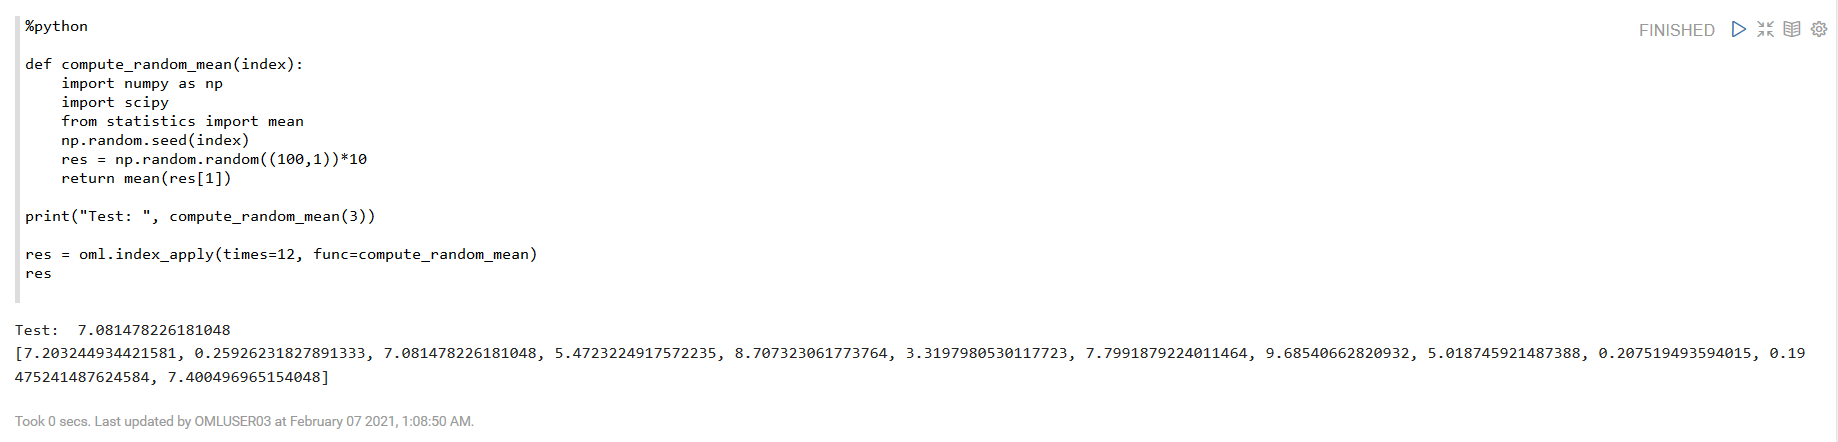 %python
FINISHED
def compute_random_mean(index):
    import numpy as np
    import scipy
    from statistics import mean
    np.random.seed(index)
    res = np.random.random((100,1))*10
    return mean(res[1])
print("Test: ", compute_random_mean(3))
res = oml.index_apply(times=12, func=compute_random_mean)
res
Test:  7.081478226181048
[7.203244934421581, 0.25926231827891333, 7.081478226181048, 5.4723224917572235, 8.707323061773764, 3.3197980530117723, 7.7991879224011464, 9.68540662820932, 5.018745921487388, 0.207519493594015, 0.19
475241487624584, 7.400496965154048]
Took 0 secs. Last updated by OMLUSER03 at February 07 2021, 1:08:50 AM.